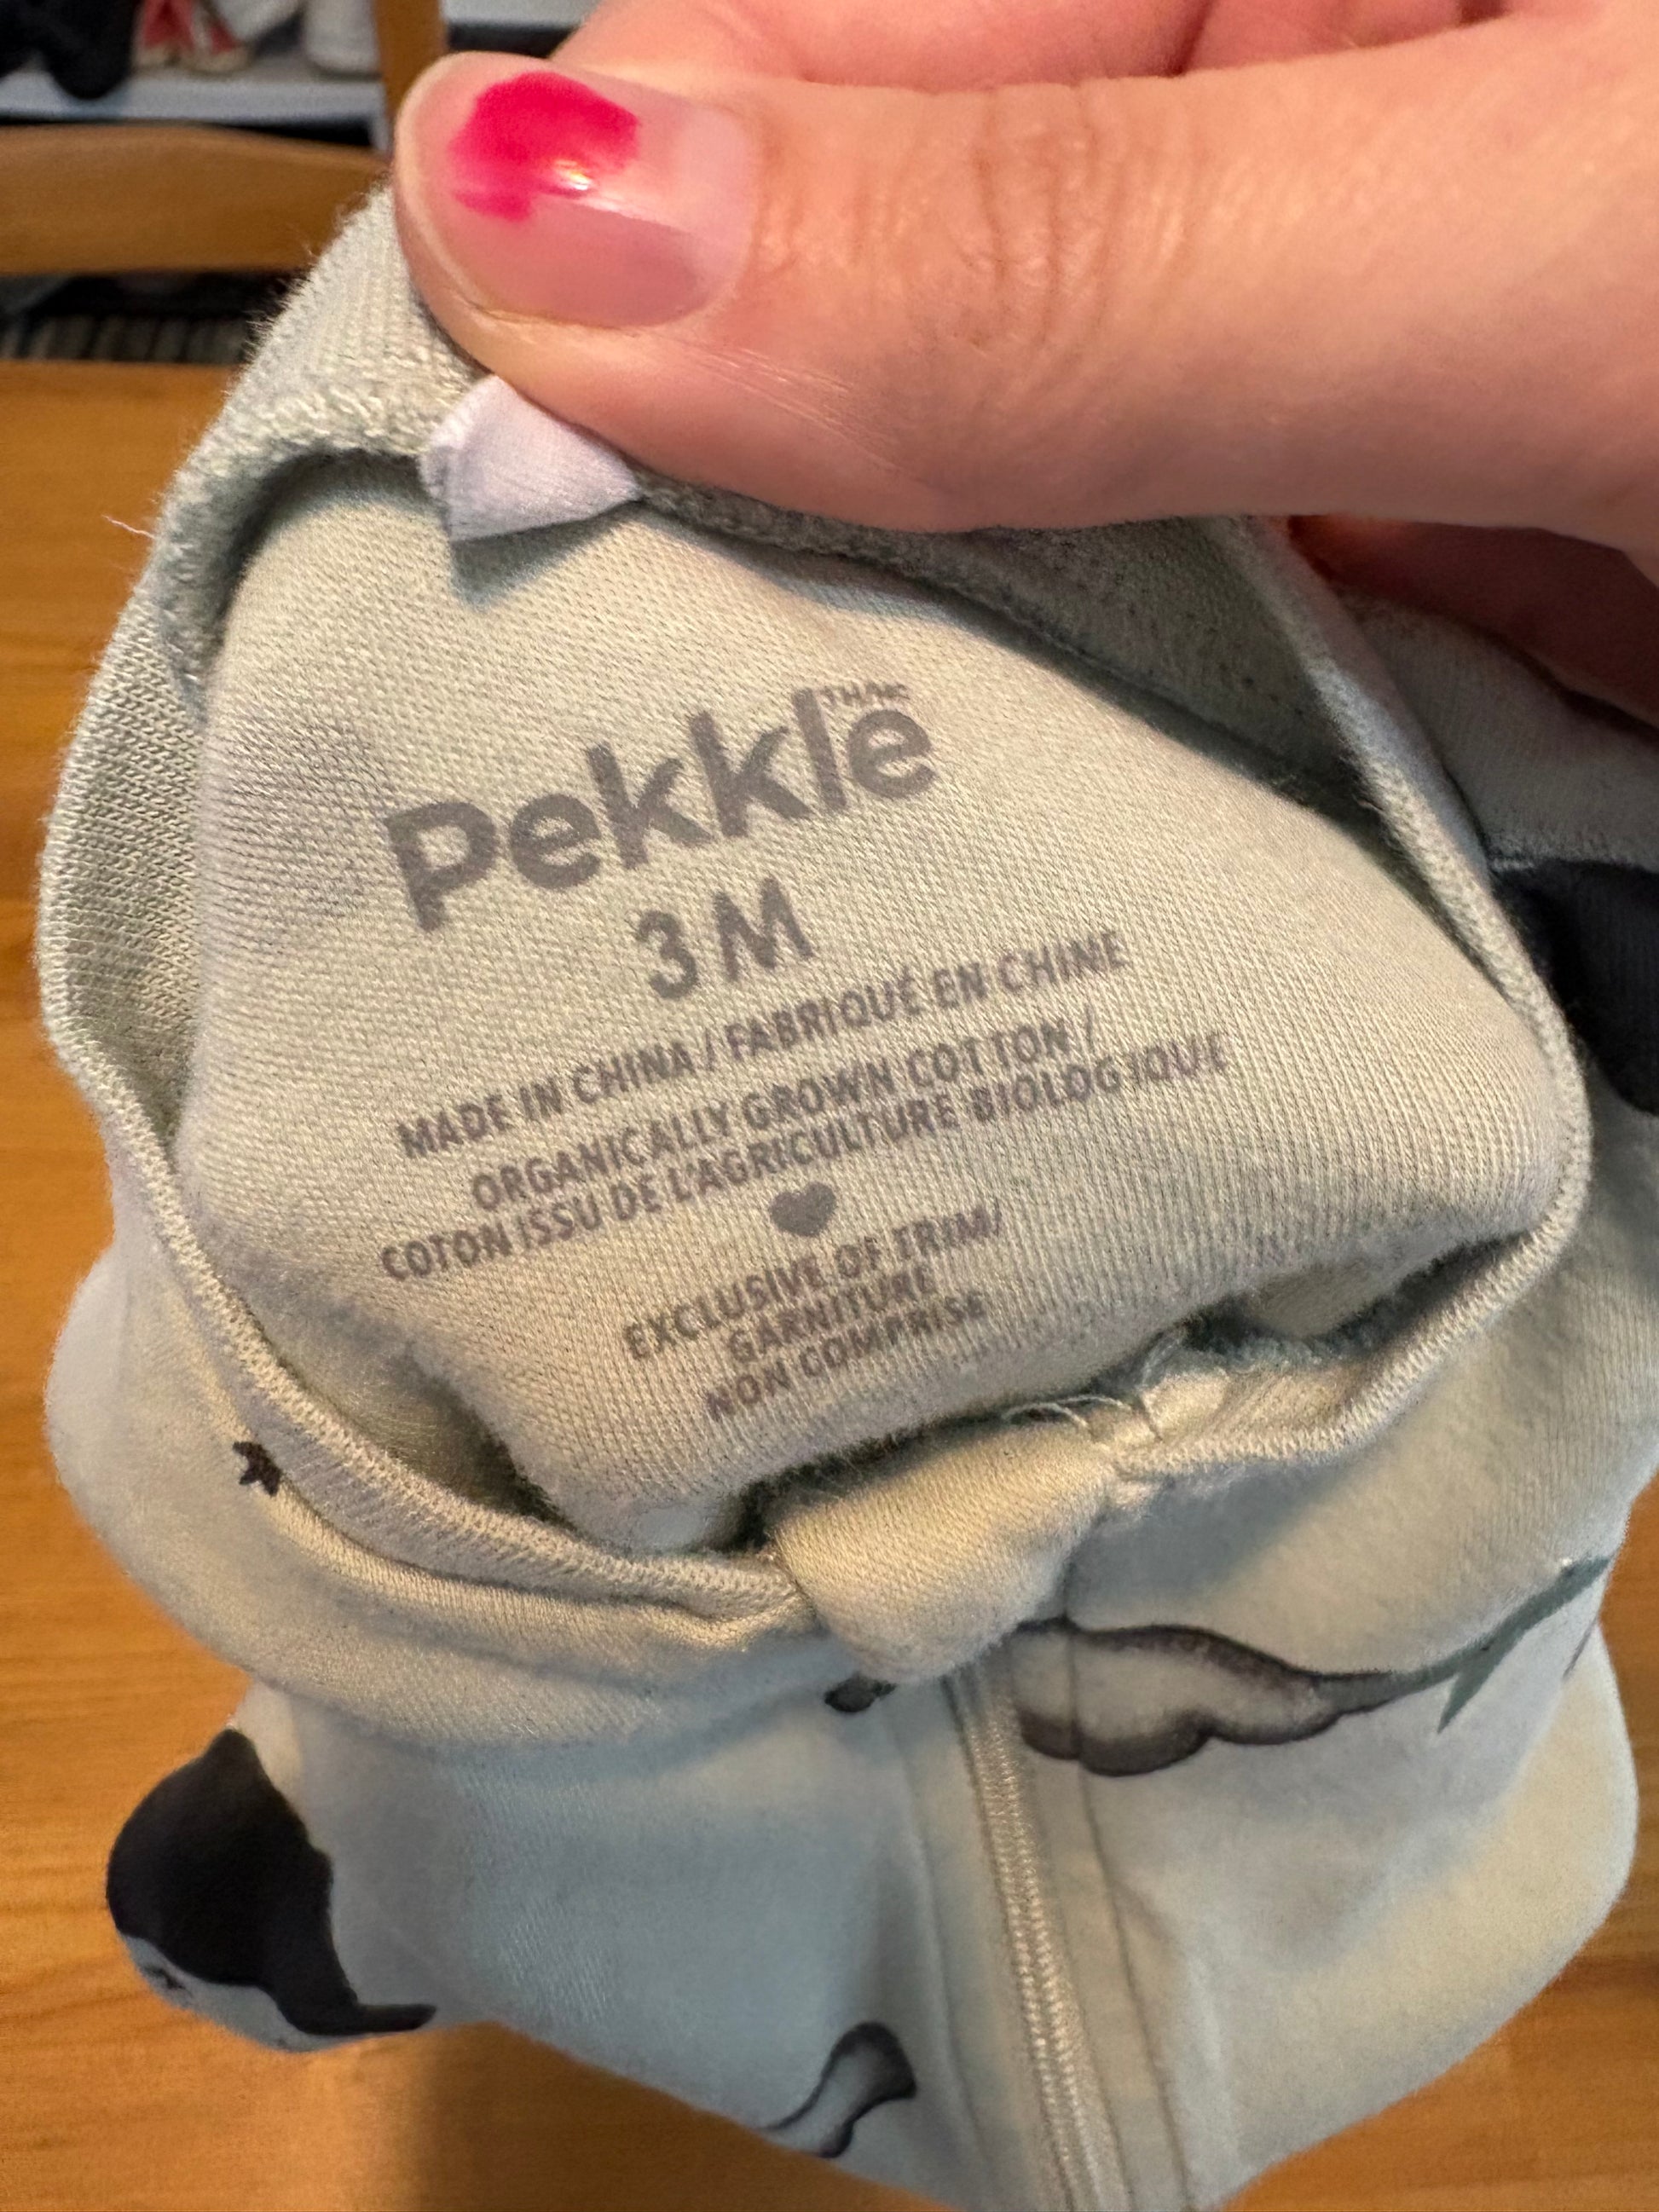 Pekkle TM/MC
3M
MADE IN CHINA / FABRIQUÉ EN CHINE
ORGANICALLY GROWN COTTON /
COTON ISSU DE L'AGRICULTURE BIOLOGIQUE
EXCLUSIVE OF TRIM/
GARNITURE
NON COMPRISE